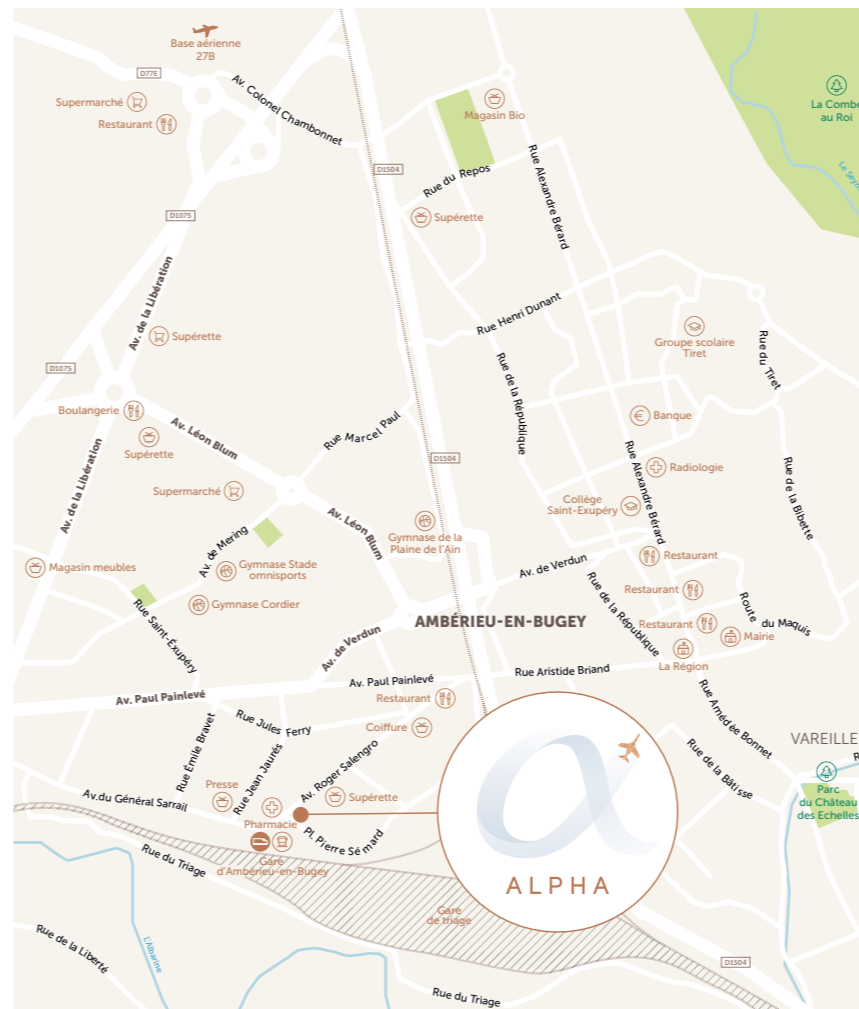 Base aérienne
27B
D77E
Av. Colonel Chambonnet
Supermarché
Restaurant
Magasin Bio
La Combe
au Roi
D1504
Rue du Repos
Rue Alexandre Bérard
Supérette
D1075
Av. de la Libération
Rue Henri Dunant
Supérette
Groupe scolaire
Tiret
Rue du Tiret
D1075
Rue de la République
Boulangerie
Supérette
Av. Léon Blum
Rue Marcel Paul
Banque
Av. de la Libération
D1504
Rue Alexandre Bérard
Radiologie
Rue de la Bibette
Supermarché
Collège
Saint-Exupéry
Av. Léon Blum
Gymnase de la
Plaine de l'Ain
Av. de Mering
Magasin meubles
Gymnase Stade
omnisports
Av. de Verdun
Restaurant
Gymnase Cordier
Rue de la République
Restaurant
Route du Maquis
Rue Saint-Éxupéry
AMBÉRIEU-EN-BUGEY
Restaurant
Mairie
Av. de Verdun
La Région
Rue Aristide Briand
Av. Paul Painlevé
Av. Paul Painlevé
Restaurant
Rue Amédée Bonnet
Rue Jules Ferry
Coiffure
VAREILLE
Rue Émile Bravet
Rue Jean Jaurés
Av. Roger Salengro
Rue de la Bâtisse
Parc
du Château
des Echelles
Presse
Supérette
Av.du Général Sarrail
Pharmacie
Pl. Pierre Sémard
Gare
d'Ambérieu-en-Bugey
Rue du Triage
ALPHA
Gare
de triage
Rue de la Liberté
L'Albarine
D1504
Rue du Triage